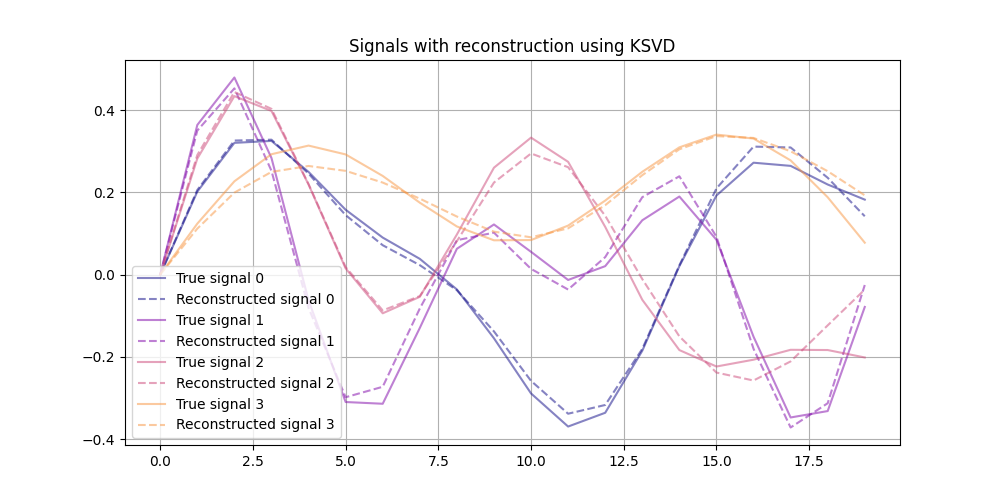 Signals with reconstruction using KSVD
0.4
0.2
0.0
−0.2
−0.4
True signal 0
Reconstructed signal 0
True signal 1
Reconstructed signal 1
True signal 2
Reconstructed signal 2
True signal 3
Reconstructed signal 3
0.0 2.5 5.0 7.5 10.0 12.5 15.0 17.5